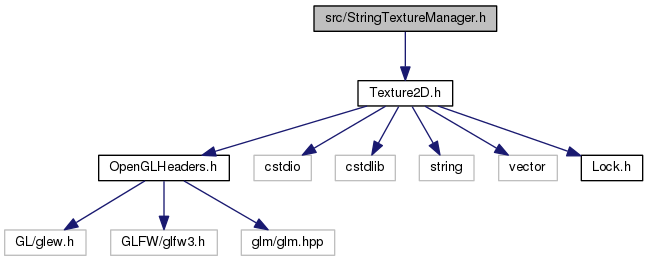 src/StringTextureManager.h
Texture2D.h
OpenGLHeaders.h
cstdio
cstdlib
string
vector
Lock.h
GL/glew.h
GLFW/glfw3.h
glm/glm.hpp